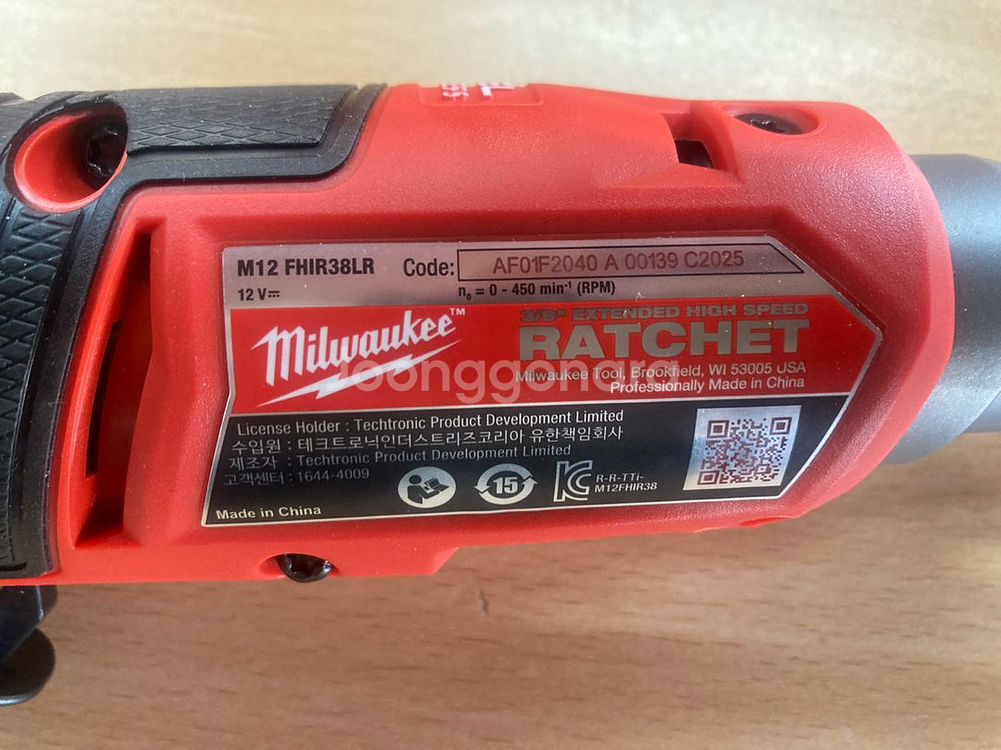 M12 FHIR38LR Code: AF01F2040 A 00139 C2025
12 V n₀ = 0 - 450 min⁻¹ (RPM)
Milwaukee™
3/8" EXTENDED HIGH SPEED
RATCHET
Milwaukee Tool, Brookfield, WI 53005 USA
Professionally Made in China
License Holder : Techtronic Product Development Limited
수입원 : 테크트로닉인더스트리즈코리아 유한책임회사
제조자 : Techtronic Product Development Limited
고객센터 : 1644-4009
15
R-R-TTi-
M12FHIR38
Made in China